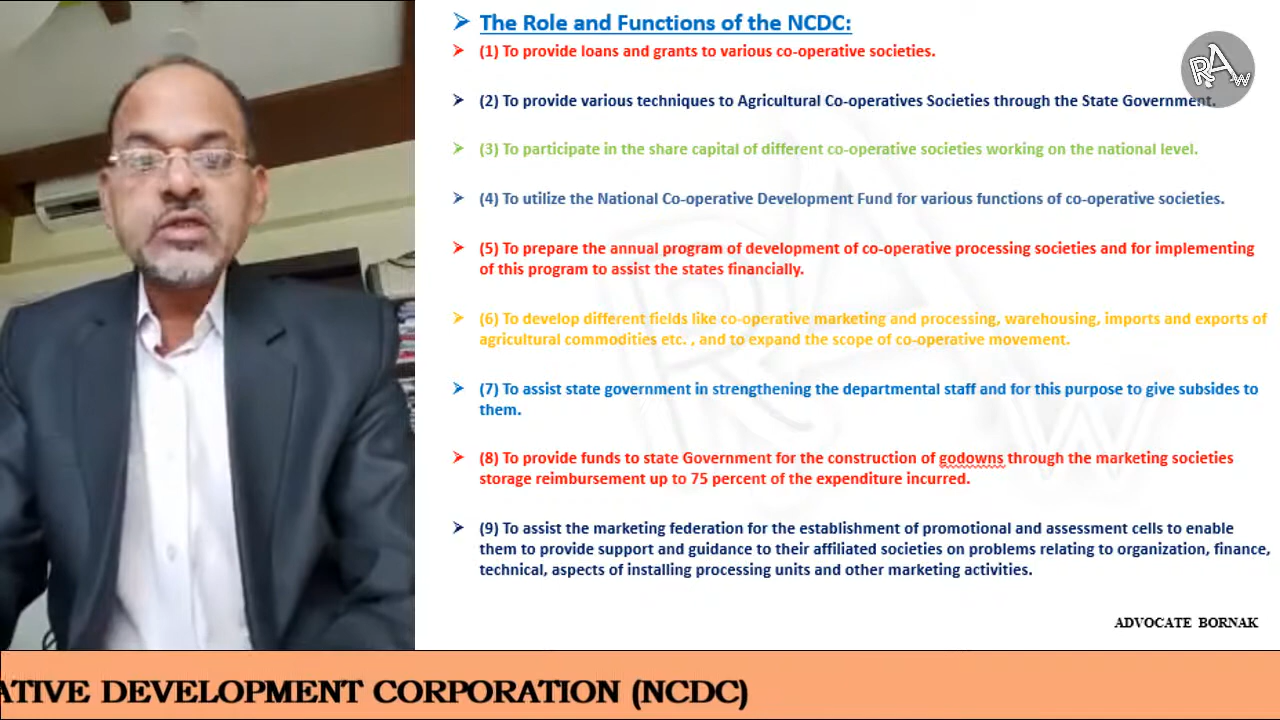 The Role and Functions of the NCDC:
(1) To provide loans and grants to various co-operative societies.
(2) To provide various techniques to Agricultural Co-operatives Societies through the State Government.
(3) To participate in the share capital of different co-operative societies working on the national level.
(4) To utilize the National Co-operative Development Fund for various functions of co-operative societies.
(5) To prepare the annual program of development of co-operative processing societies and for implementing
of this program to assist the states financially.
(6) To develop different fields like co-operative marketing and processing, warehousing, imports and exports of
agricultural commodities etc. , and to expand the scope of co-operative movement.
(7) To assist state government in strengthening the departmental staff and for this purpose to give subsides to
them.
(8) To provide funds to state Government for the construction of godowns through the marketing societies
storage reimbursement up to 75 percent of the expenditure incurred.
(9) To assist the marketing federation for the establishment of promotional and assessment cells to enable
them to provide support and guidance to their affiliated societies on problems relating to organization, finance,
technical, aspects of installing processing units and other marketing activities.
ADVOCATE BORNAK
ATIVE DEVELOPMENT CORPORATION (NCDC)